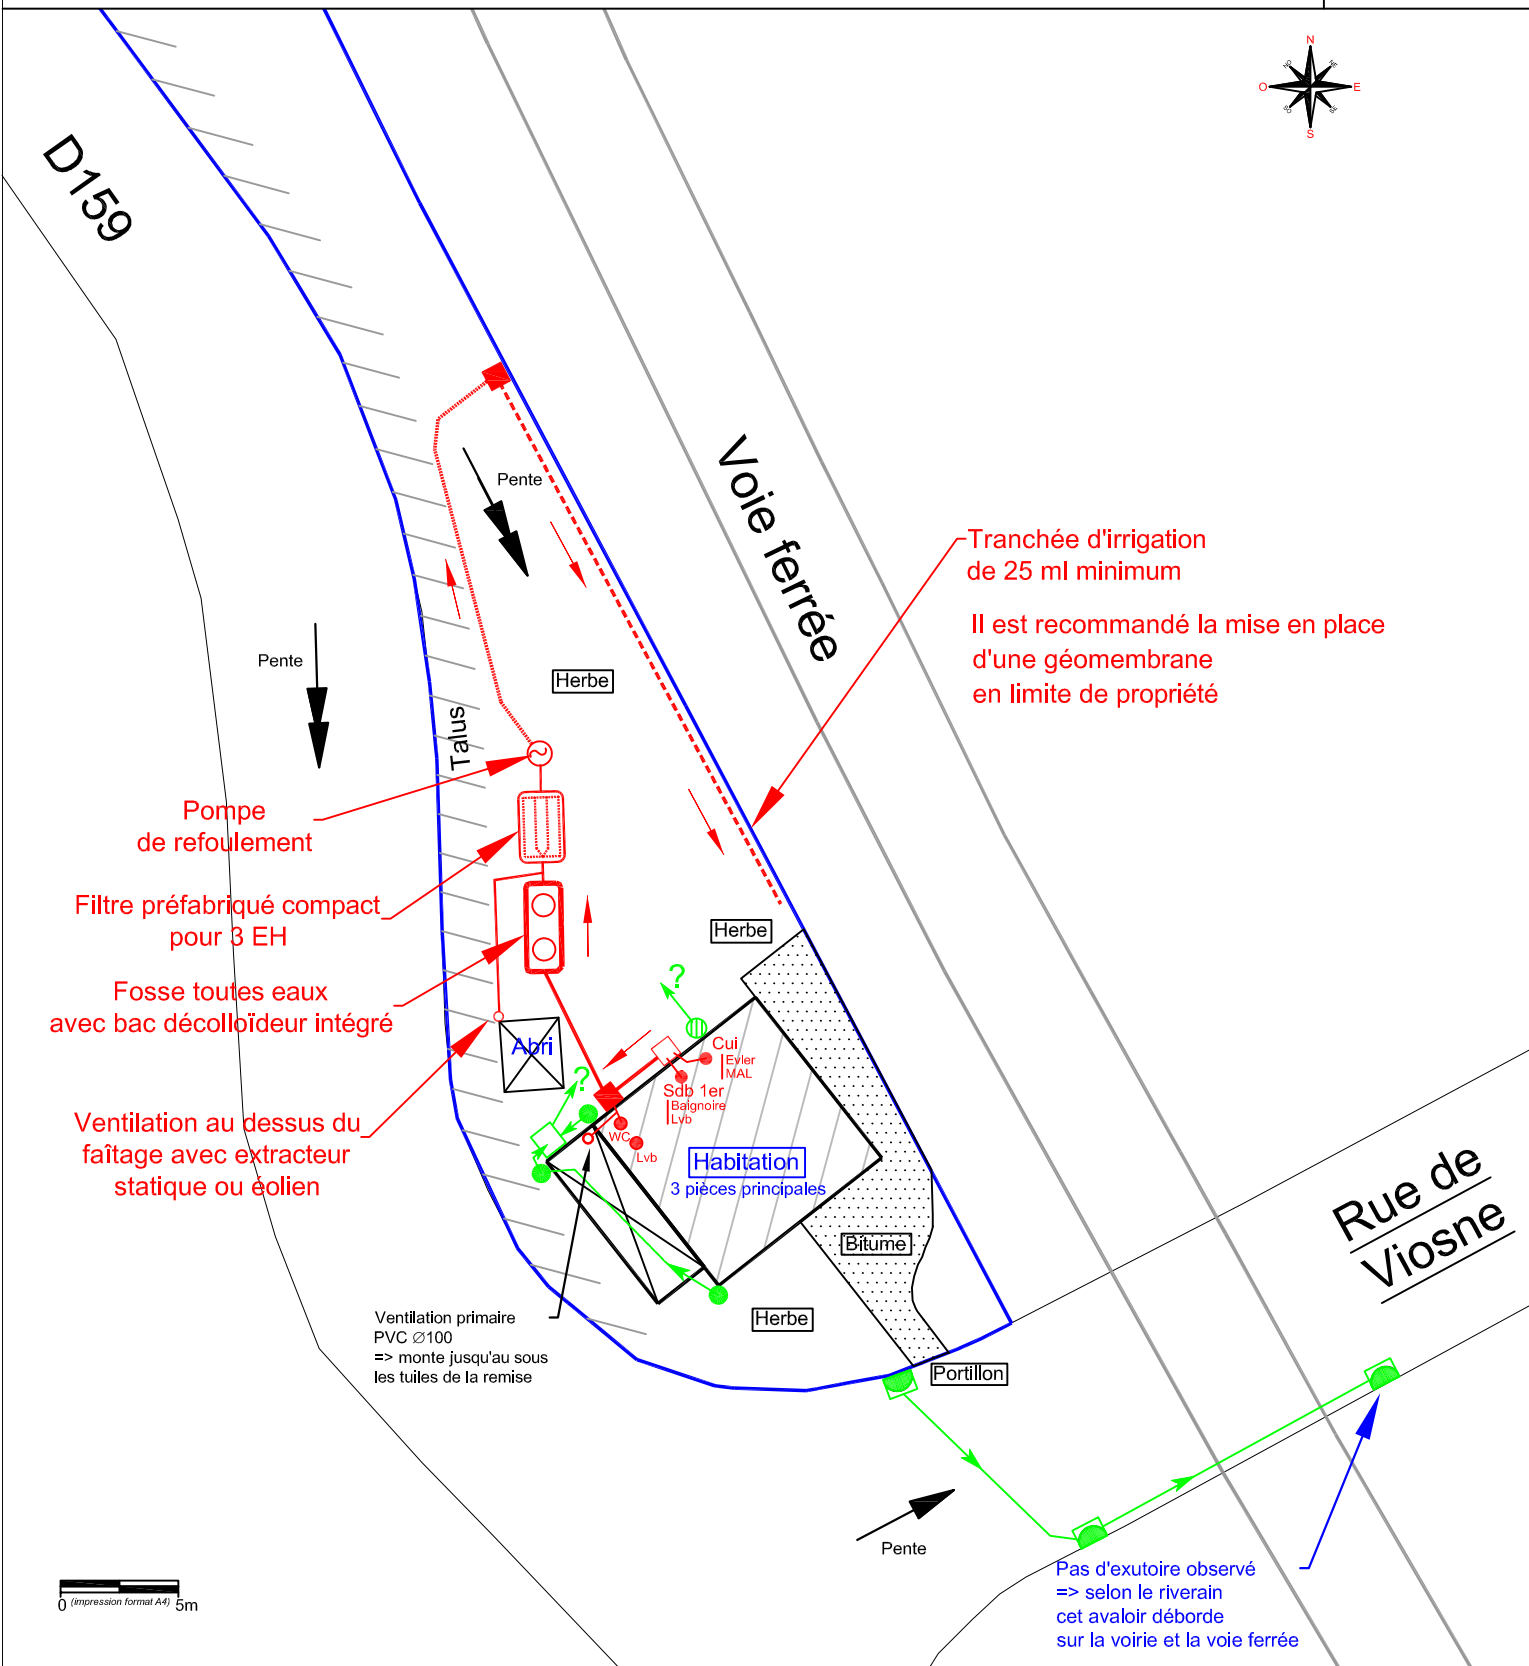 N
NO
NE
O
E
SO
SE
S
D159
Voie ferrée
Pente
Tranchée d'irrigation
de 25 ml minimum
Il est recommandé la mise en place
d'une géomembrane
en limite de propriété
Pente
Herbe
Talus
Pompe
de refoulement
Filtre préfabriqué compact
pour 3 EH
Herbe
Fosse toutes eaux
avec bac décolloïdeur intégré
?
Abri
Cui
Evier
MAL
?
Sdb 1er
Baignoire
Lvb
Ventilation au dessus du
faîtage avec extracteur
statique ou éolien
WC
Lvb
Habitation
3 pièces principales
Rue de
Viosne
Bitume
Ventilation primaire
PVC ∅100
=> monte jusqu'au sous
les tuiles de la remise
Herbe
Portillon
Pente
Pas d'exutoire observé
=> selon le riverain
cet avaloir déborde
sur la voirie et la voie ferrée
0 (impression format A4) 5m